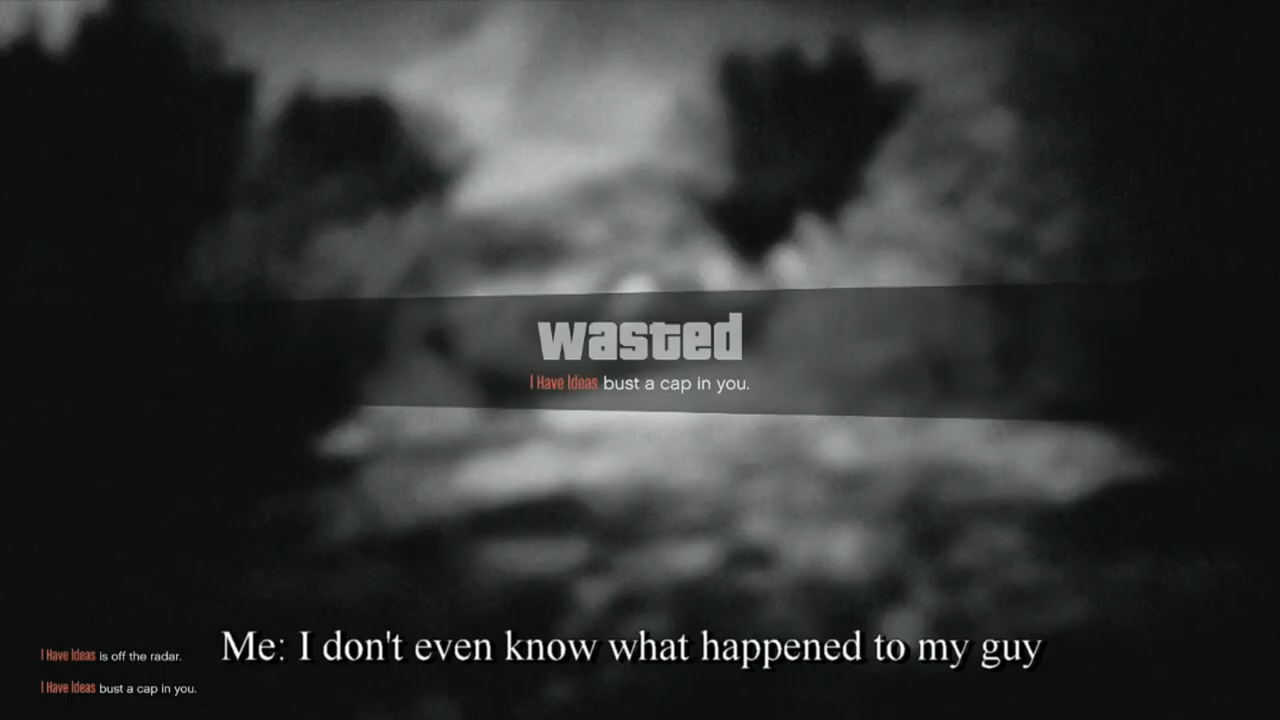 wasted
I Have Ideas bust a cap in you.
I Have Ideas is off the radar.
Me: I don't even know what happened to my guy
I Have Ideas bust a cap in you.